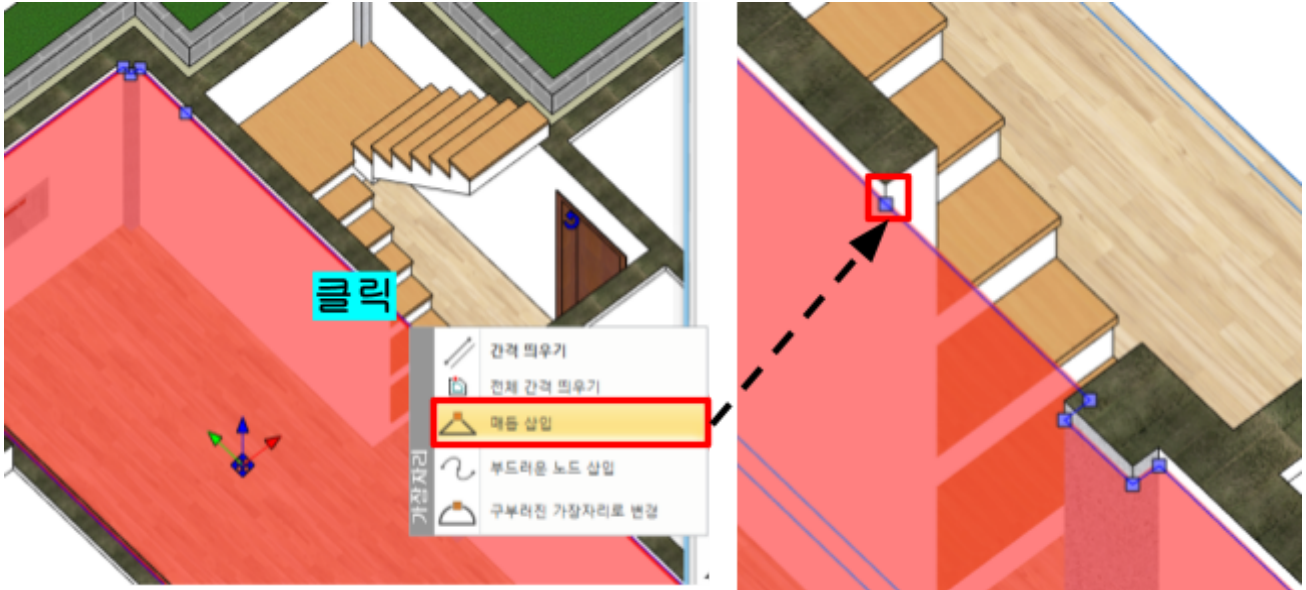 클릭
간격 띄우기
전체 간격 띄우기
매듭 삽입
부드러운 노드 삽입
구부러진 가장자리로 변경
가장자리